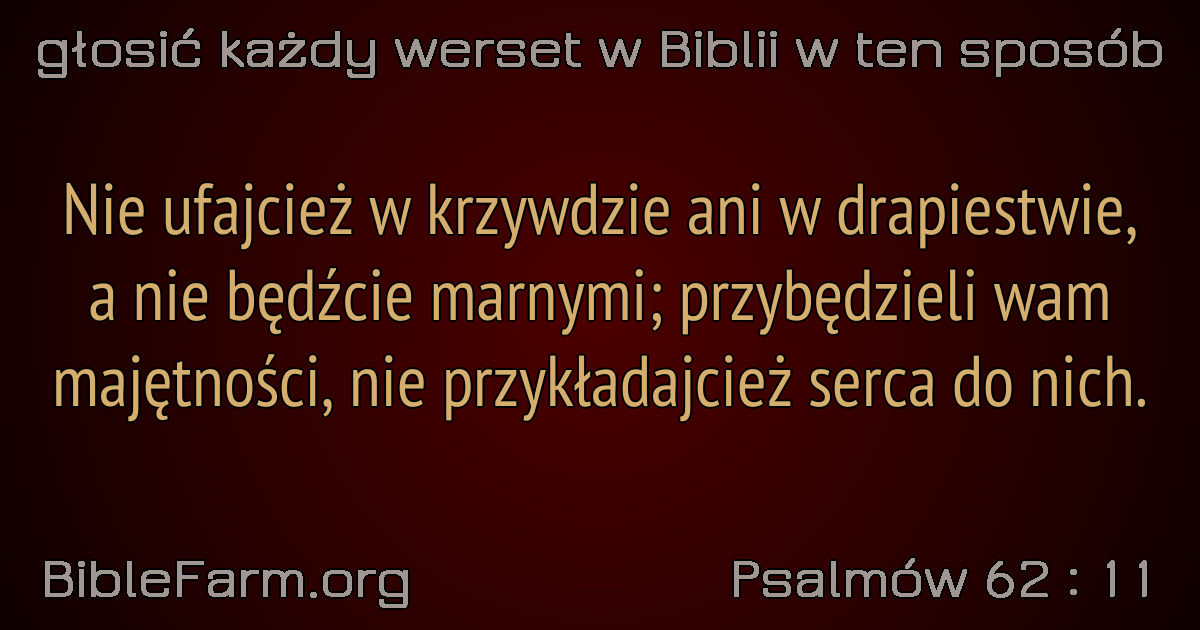 głosić każdy werset w Biblii w ten sposób
Nie ufajcież w krzywdzie ani w drapiestwie,
a nie będźcie marnymi; przybędzieli wam
majętności, nie przykładajcież serca do nich.
BibleFarm.org
Psalmów 62 : 11